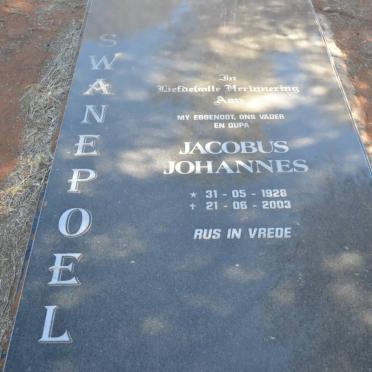 SWANEPOEL
In
Liefdevolle Herinnering
Aan
MY EGGENOOT, ONS VADER
EN OUPA
JACOBUS
JOHANNES
★ 31 - 05 - 1928
✝ 21 - 06 - 2003
RUS IN VREDE